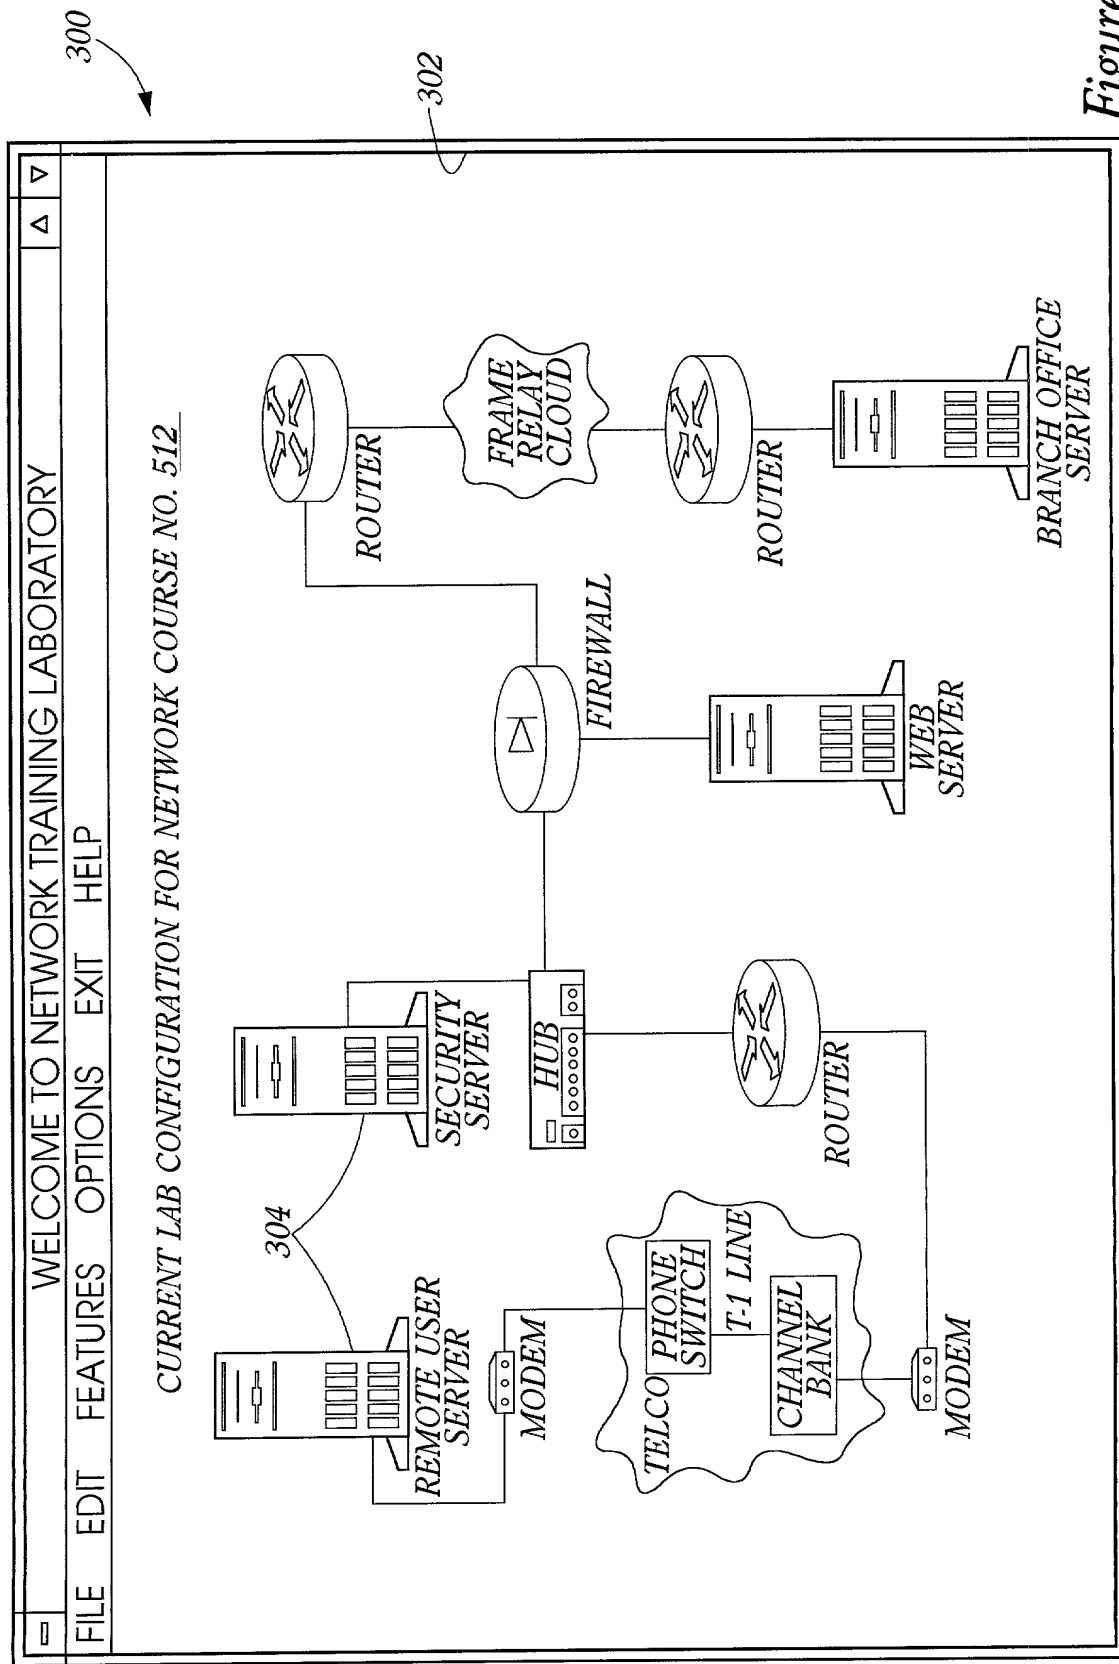 WELCOME TO NETWORK TRAINING LABORATORY
FILE EDIT FEATURES OPTIONS EXIT HELP
CURRENT LAB CONFIGURATION FOR NETWORK COURSE NO. 512
300
302
304
REMOTE USER
SERVER
SECURITY
SERVER
MODEM
HUB
FIREWALL
ROUTER
FRAME
RELAY
CLOUD
TELCO
PHONE
SWITCH
T-1 LINE
CHANNEL
BANK
ROUTER
ROUTER
MODEM
WEB
SERVER
BRANCH OFFICE
SERVER
Figure